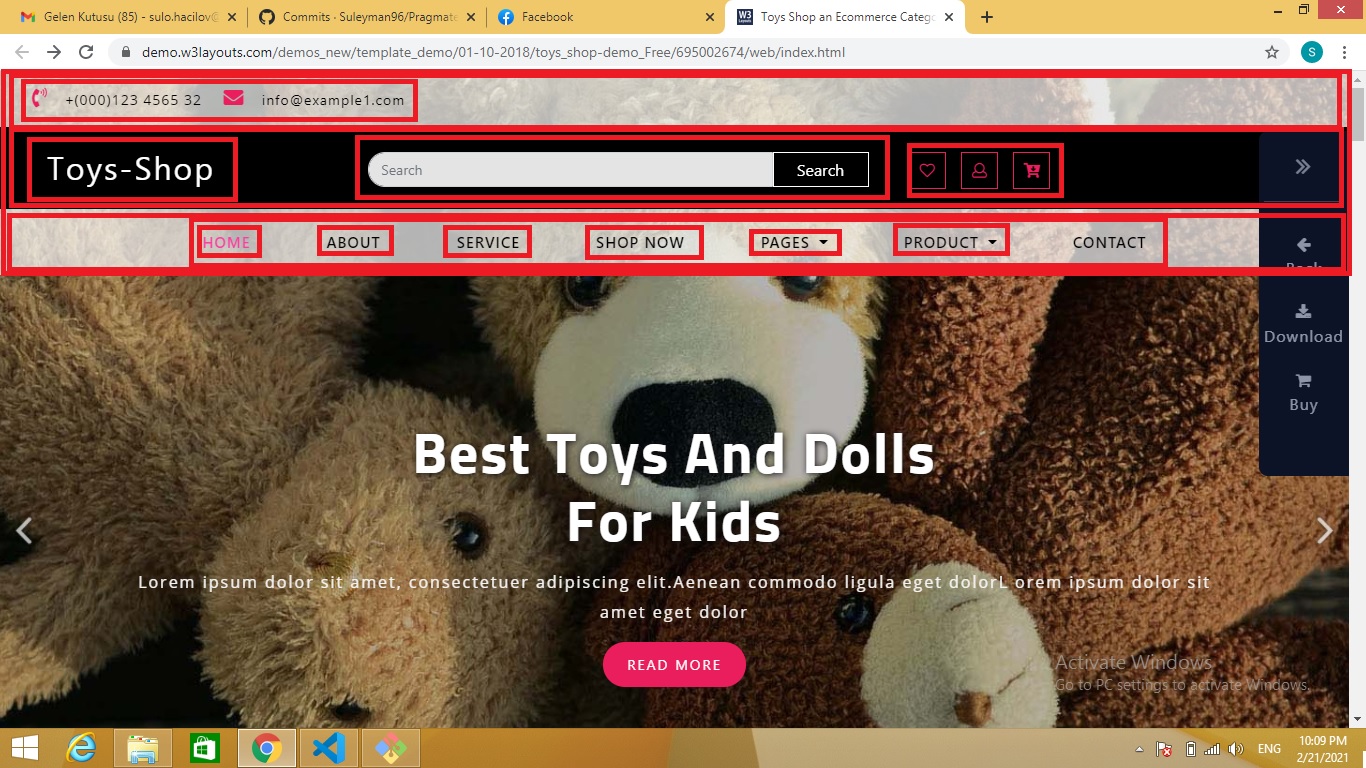 Gelen Kutusu (85) - sulo.hacilov@
Commits · Suleyman96/Pragmate
Facebook
Toys Shop an Ecommerce Catego
demo.w3layouts.com/demos_new/template_demo/01-10-2018/toys_shop-demo_Free/695002674/web/index.html
S
+(000)123 4565 32 info@example1.com
Toys-Shop
Search
Search
HOME ABOUT SERVICE SHOP NOW PAGES PRODUCT CONTACT
Back
Download
Buy
Best Toys And Dolls
For Kids
Lorem ipsum dolor sit amet, consectetuer adipiscing elit.Aenean commodo ligula eget dolorL orem ipsum dolor sit
amet eget dolor
READ MORE
Activate Windows
Go to PC settings to activate Windows.
ENG
10:09 PM
2/21/2021